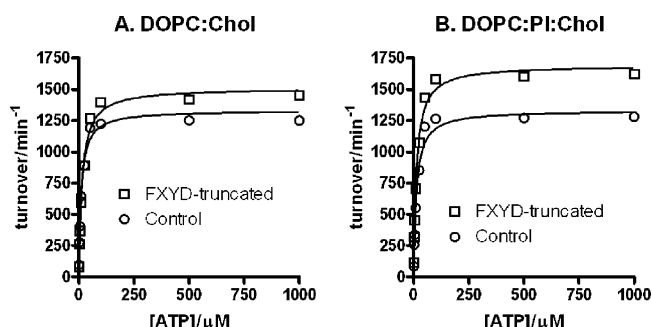 A. DOPC:Chol
turnover/min⁻¹
1750
1500
1250
1000
750
500
250
0
FXYD-truncated
Control
0
250
500
750
1000
[ATP]/µM
B. DOPC:PI:Chol
turnover/min⁻¹
1750
1500
1250
1000
750
500
250
0
FXYD-truncated
Control
0
250
500
750
1000
[ATP]/µM